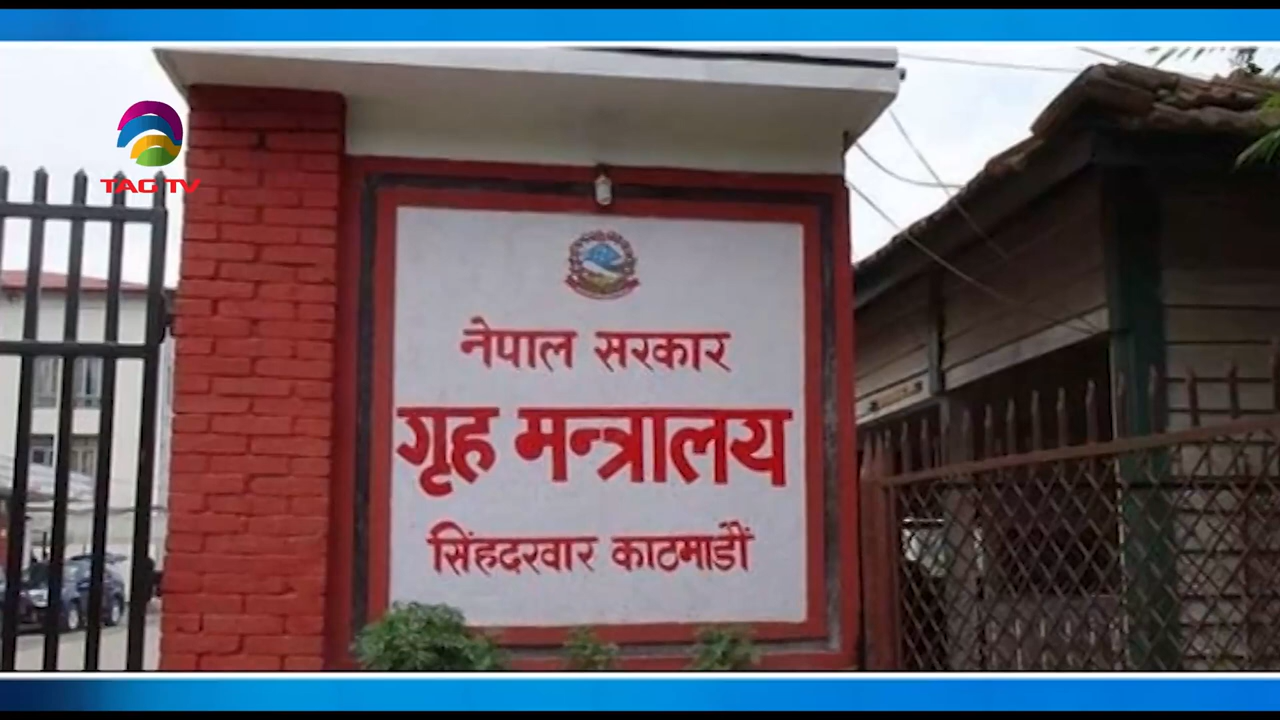 TAG TV
नेपाल सरकार
गृह मन्त्रालय
सिंहदरवार काठमाडौं